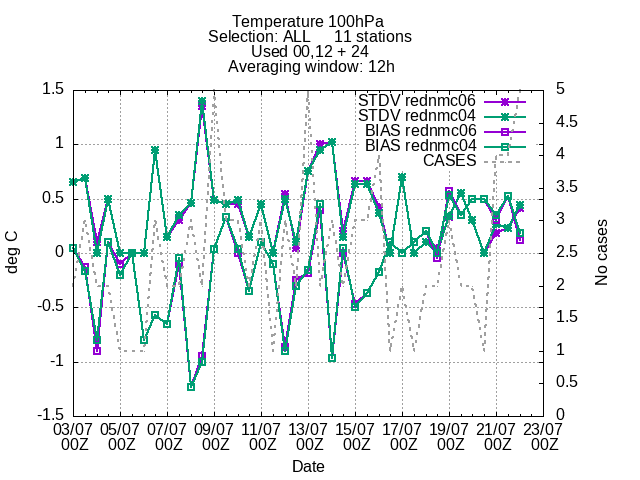 Temperature 100hPa
Selection: ALL 11 stations
Used 00,12 + 24
Averaging window: 12h
STDV rednmc06
STDV rednmc04
BIAS rednmc06
BIAS rednmc04
CASES
1.5
1
0.5
0
-0.5
-1
-1.5
deg C
5
4.5
4
3.5
3
2.5
2
1.5
1
0.5
0
No cases
03/07 05/07 07/07 09/07 11/07 13/07 15/07 17/07 19/07 21/07 23/07
00Z 00Z 00Z 00Z 00Z 00Z 00Z 00Z 00Z 00Z 00Z
Date